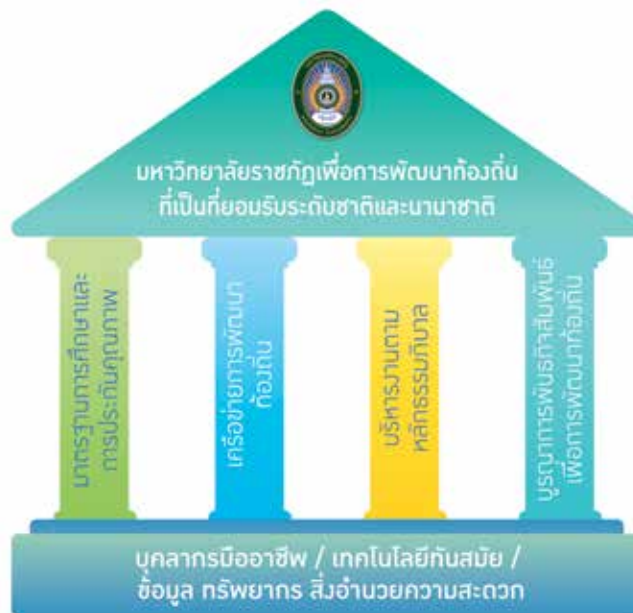 มหาวิทยาลัยราชภัฏเพื่อการพัฒนาท้องถิ่น
ที่เป็นที่ยอมรับระดับชาติและนานาชาติ
มาตรฐานการศึกษาและ
การประกันคุณภาพ
เครือข่ายการพัฒนา
ท้องถิ่น
บริหารงานตาม
หลักธรรมาภิบาล
บูรณาการพันธกิจสัมพันธ์
เพื่อการพัฒนาท้องถิ่น
บุคลากรมืออาชีพ / เทคโนโลยีทันสมัย /
ข้อมูล ทรัพยากร สิ่งอำนวยความสะดวก